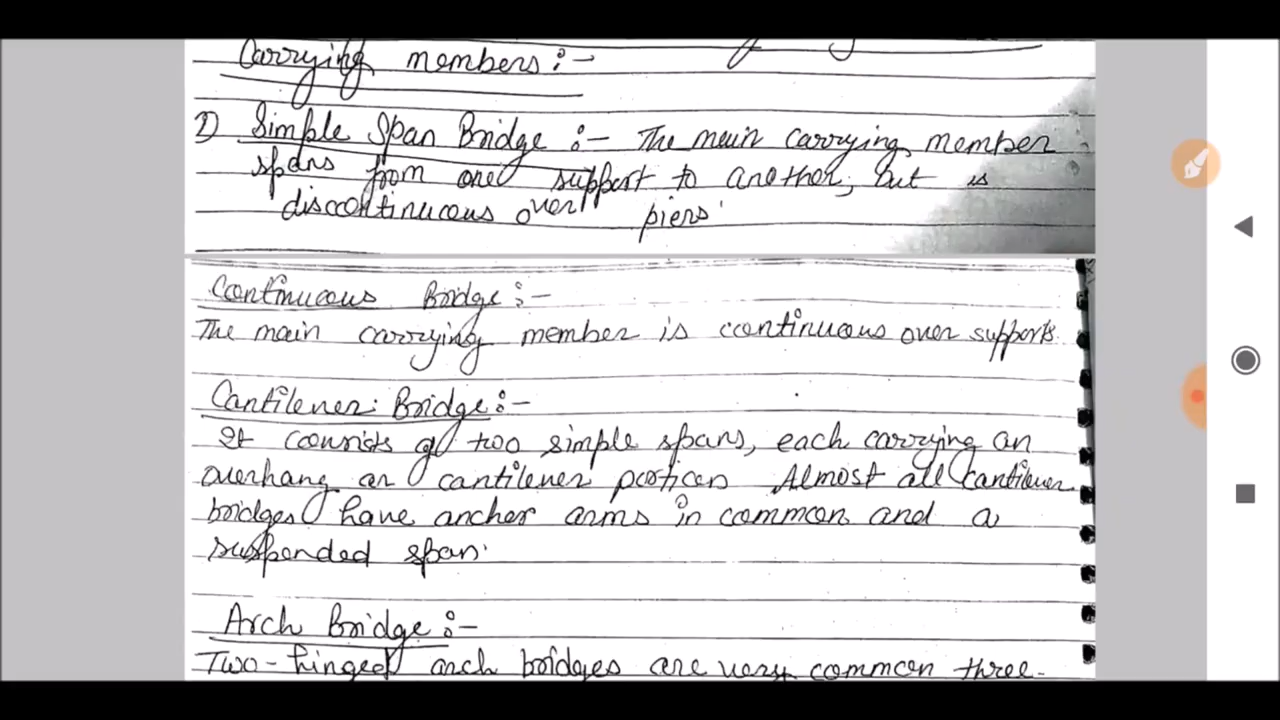 Carrying members :-
1) Simple Span Bridge :- The main carrying member
spans from one support to another, but is
discontinuous over piers.
Continuous Bridge :-
The main carrying member is continuous over supports.
Cantilever Bridge :-
It consists of two simple spans, each carrying an
overhang or cantilever portion Almost all cantilever
bridges have ancher arms in common and a
suspended span.
Arch Bridge :-
Two-hinged arch bridges are very common three-